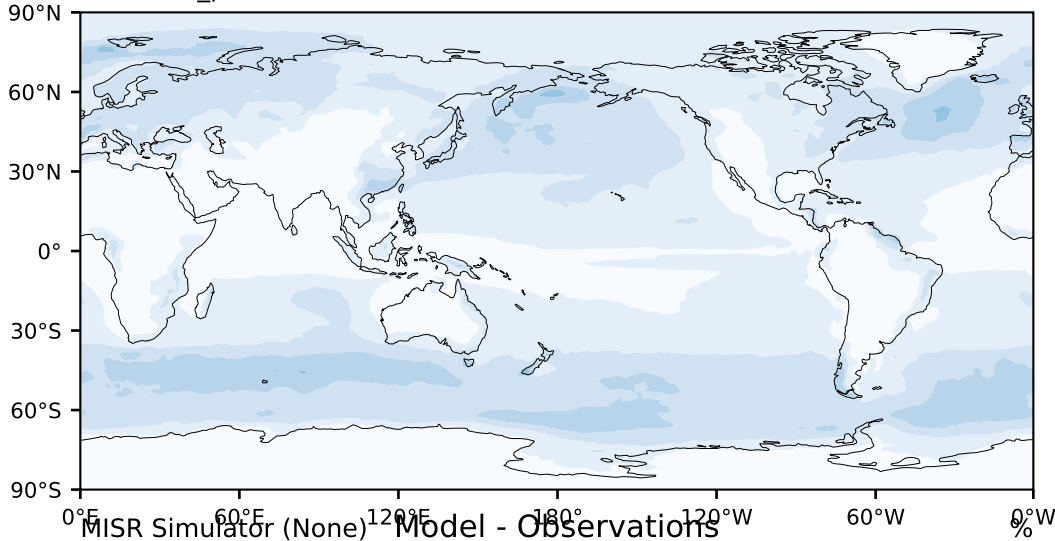 90°N
60°N
30°N
0°
30°S
60°S
90°S
0°E 60°E 120°E 180° 120°W 60°W 0°W
MISR Simulator (None) Model - Observations %